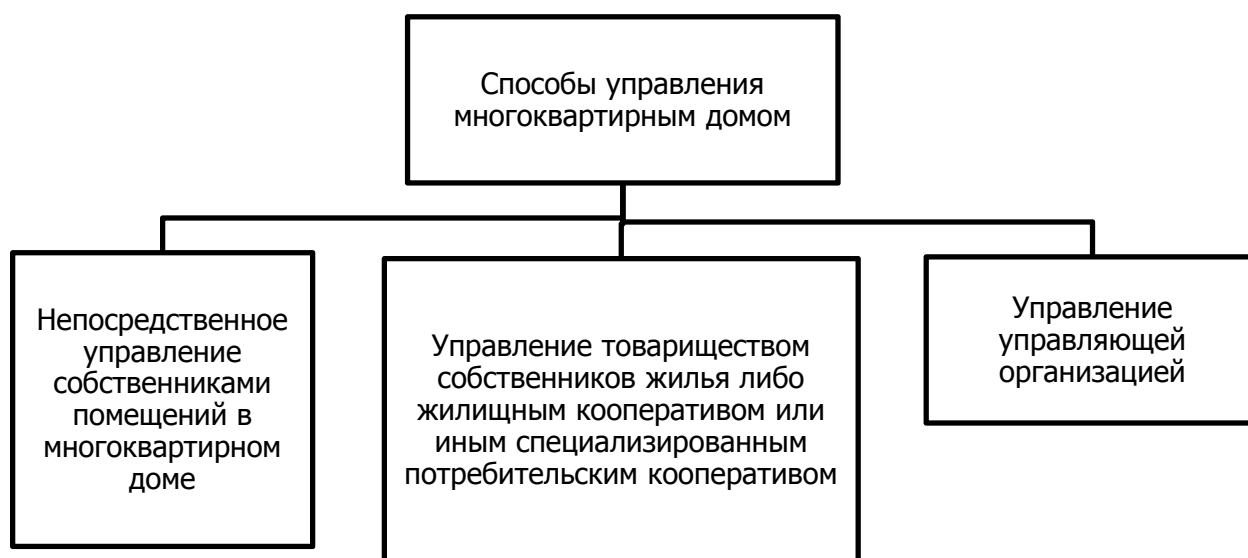 Способы управления
многоквартирным домом
Непосредственное
управление
собственниками
помещений в
многоквартирном
доме
Управление товариществом
собственников жилья либо
жилищным кооперативом или
иным специализированным
потребительским кооперативом
Управление
управляющей
организацией